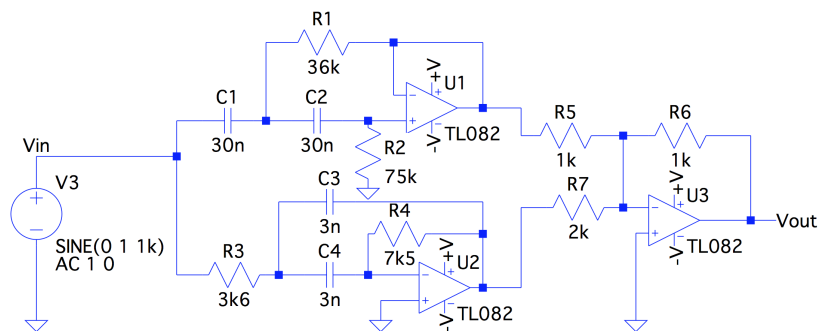 R1
36k
+V
U1
C1
C2
30n
30n
-V
TL082
R2
75k
R5
1k
R6
1k
Vin
V3
SINE(0 1 1k)
AC 1 0
C3
3n
R4
7k5
R3
3k6
C4
3n
+V
U2
-V
TL082
R7
2k
+V
U3
-V
TL082
Vout